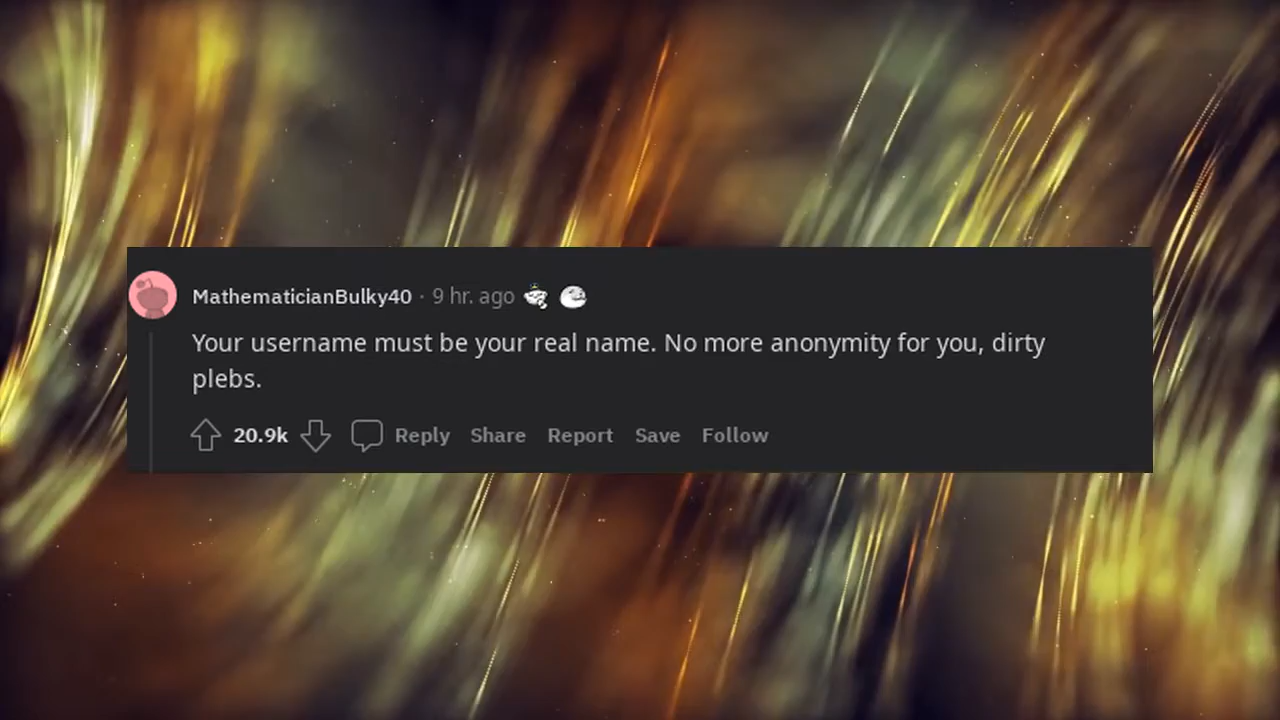 MathematicianBulky40 · 9 hr. ago
Your username must be your real name. No more anonymity for you, dirty
plebs.
20.9k Reply Share Report Save Follow